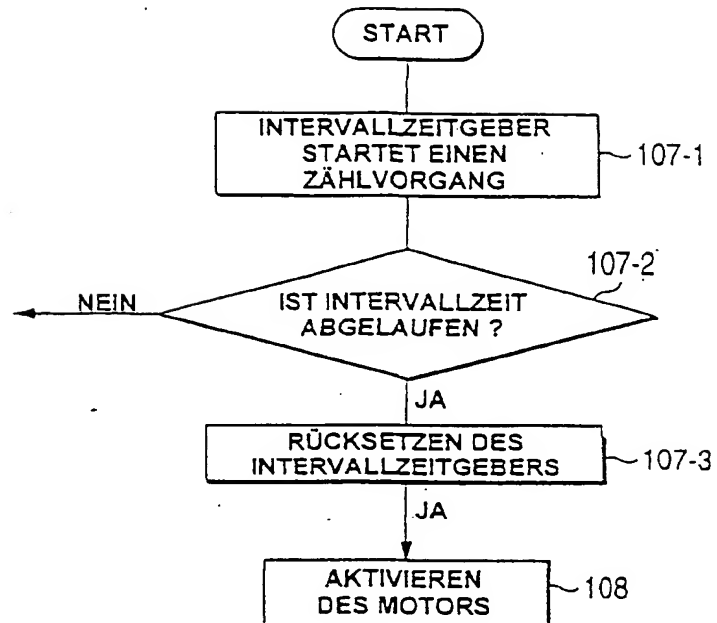 START
INTERVALLZEITGEBER
STARTET EINEN
ZÄHLVORGANG
107-1
107-2
NEIN
IST INTERVALLZEIT
ABGELAUFEN ?
JA
RÜCKSETZEN DES
INTERVALLZEITGEBERS
107-3
JA
AKTIVIEREN
DES MOTORS
108